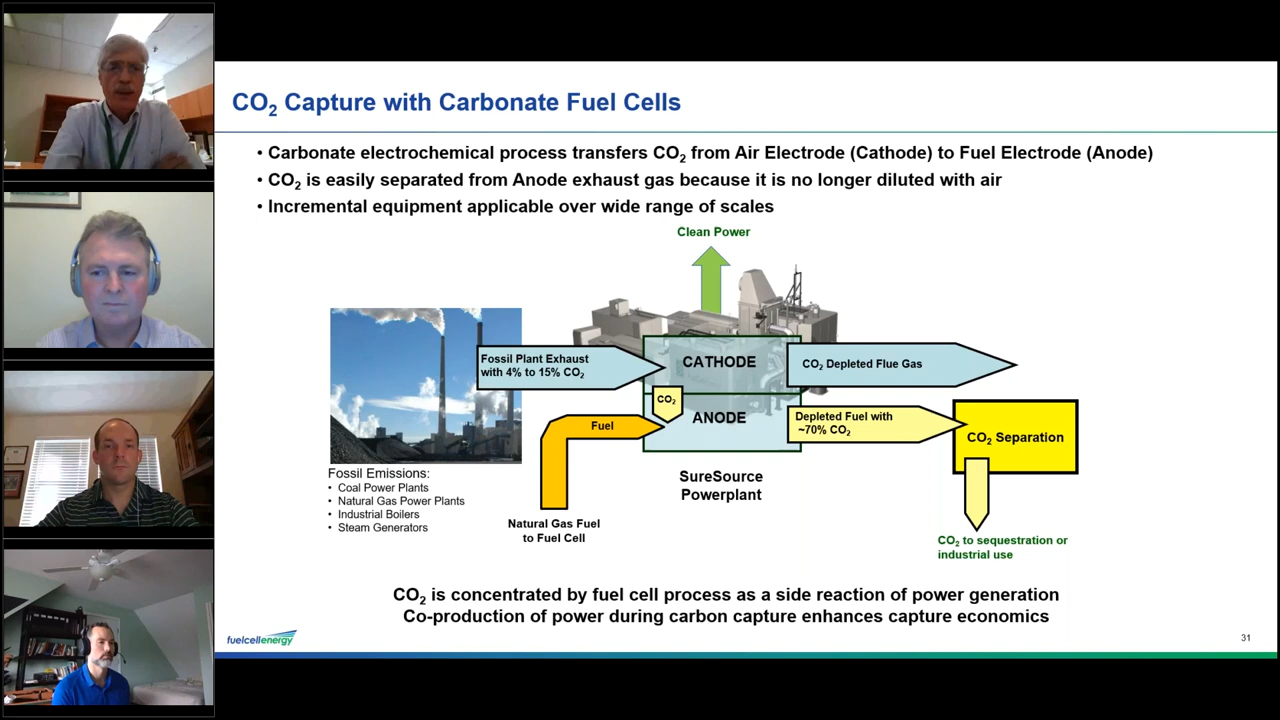 CO2 Capture with Carbonate Fuel Cells
• Carbonate electrochemical process transfers CO2 from Air Electrode (Cathode) to Fuel Electrode (Anode)
• CO2 is easily separated from Anode exhaust gas because it is no longer diluted with air
• Incremental equipment applicable over wide range of scales
Clean Power
Fossil Plant Exhaust
with 4% to 15% CO2
CATHODE
CO2 Depleted Flue Gas
CO2
Fuel
ANODE
Depleted Fuel with
~70% CO2
CO2 Separation
SureSource
Powerplant
Fossil Emissions:
• Coal Power Plants
• Natural Gas Power Plants
• Industrial Boilers
• Steam Generators
Natural Gas Fuel
to Fuel Cell
CO2 to sequestration or
industrial use
CO2 is concentrated by fuel cell process as a side reaction of power generation
Co-production of power during carbon capture enhances capture economics
fuelcellenergy
31